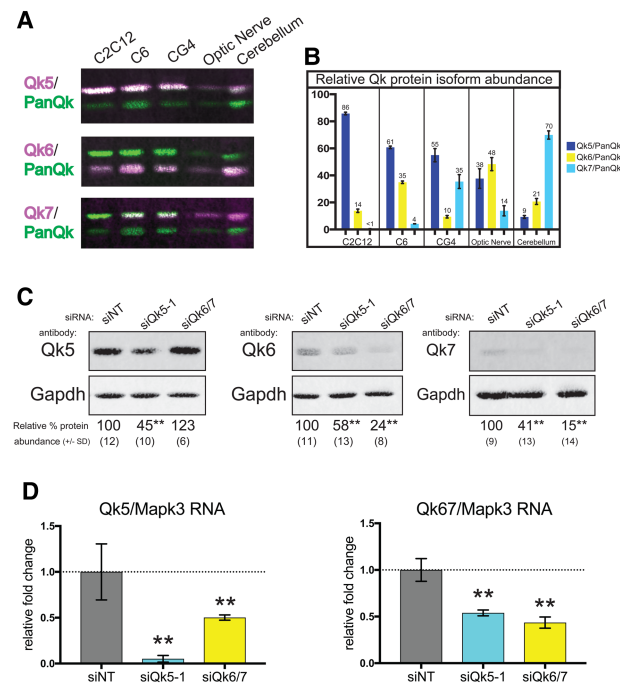 A
C2C12
C6
CG4
Optic Nerve
Cerebellum
Qk5/
PanQk
Qk6/
PanQk
Qk7/
PanQk
B
Relative Qk protein isoform abundance
100
80
60
40
20
0
86
14
<1
61
35
4
55
10
35
38
48
14
9
21
70
C2C12
C6
CG4
Optic Nerve
Cerebellum
Qk5/PanQk
Qk6/PanQk
Qk7/PanQk
C
siRNA: siNT siQk5-1 siQk6/7
antibody:
Qk5
Gapdh
Relative % protein 100 45** 123
abundance (+/- SD) (12) (10) (6)
siRNA: siNT siQk5-1 siQk6/7
antibody:
Qk6
Gapdh
100 58** 24**
(11) (13) (8)
siRNA: siNT siQk5-1 siQk6/7
antibody:
Qk7
Gapdh
100 41** 15**
(9) (13) (14)
D
Qk5/Mapk3 RNA
relative fold change
1.5
1.0
0.5
0.0
**
**
siNT siQk5-1 siQk6/7
Qk67/Mapk3 RNA
relative fold change
1.5
1.0
0.5
0.0
**
**
siNT siQk5-1 siQk6/7